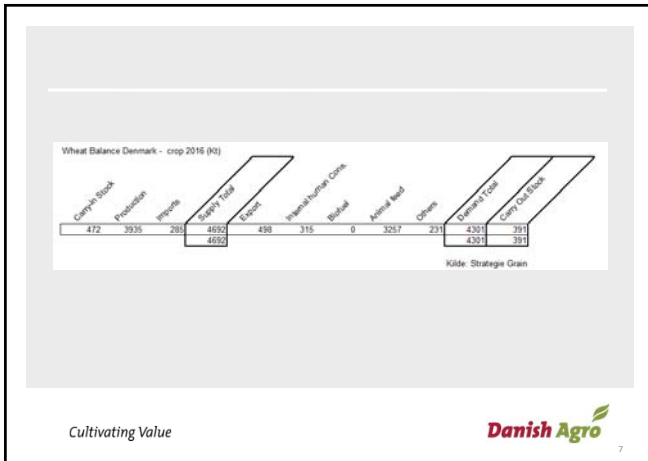 Wheat Balance Denmark - crop 2016 (Kt)
Carry-In Stock Production Imports Supply Total Export Internal human Cons. Biofuel Animal feed Others Demand Total Carry Out Stock
472 3935 285 4692 498 315 0 3257 231 4301 391
4692 4301 391
Kilde: Strategie Grain
Cultivating Value
Danish Agro
7